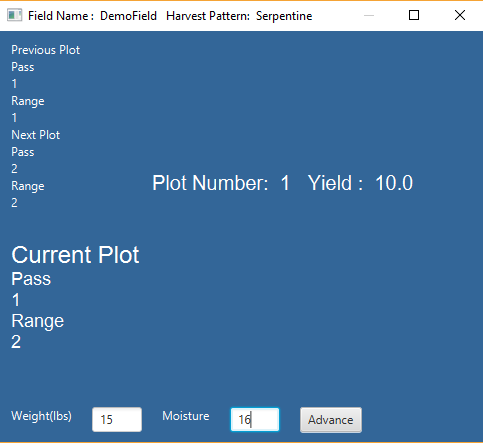 Field Name : DemoField Harvest Pattern: Serpentine
Previous Plot
Pass
1
Range
1
Next Plot
Pass
2
Range
2
Plot Number: 1 Yield : 10.0
Current Plot
Pass
1
Range
2
Weight(lbs) 15 Moisture 16 Advance